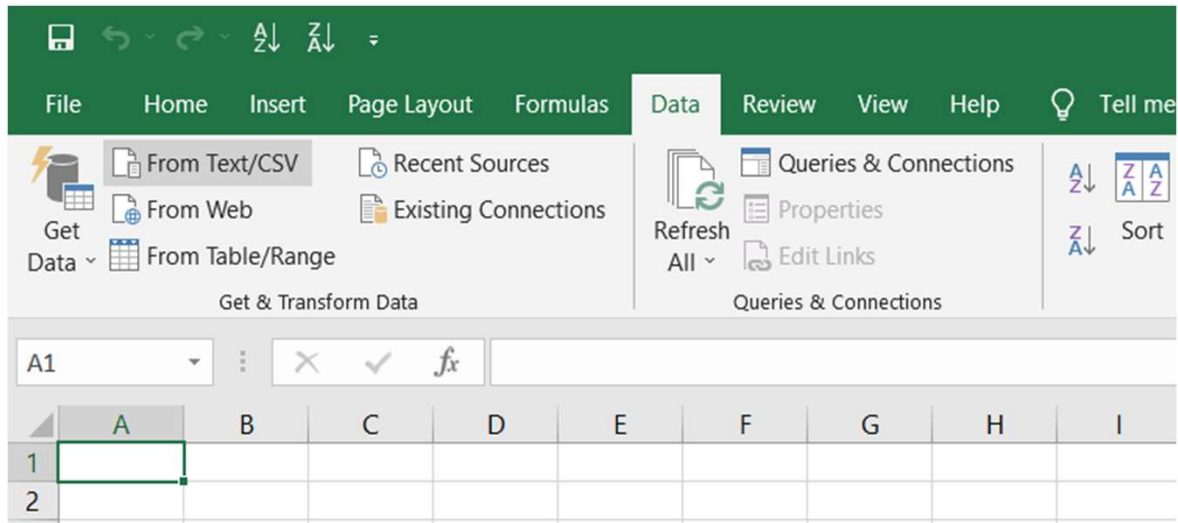 File Home Insert Page Layout Formulas Data Review View Help Tell me
From Text/CSV Recent Sources Queries & Connections
From Web Existing Connections Properties
Get Data From Table/Range Refresh All Edit Links Sort
Get & Transform Data Queries & Connections
A1 fx
A B C D E F G H I
1
2